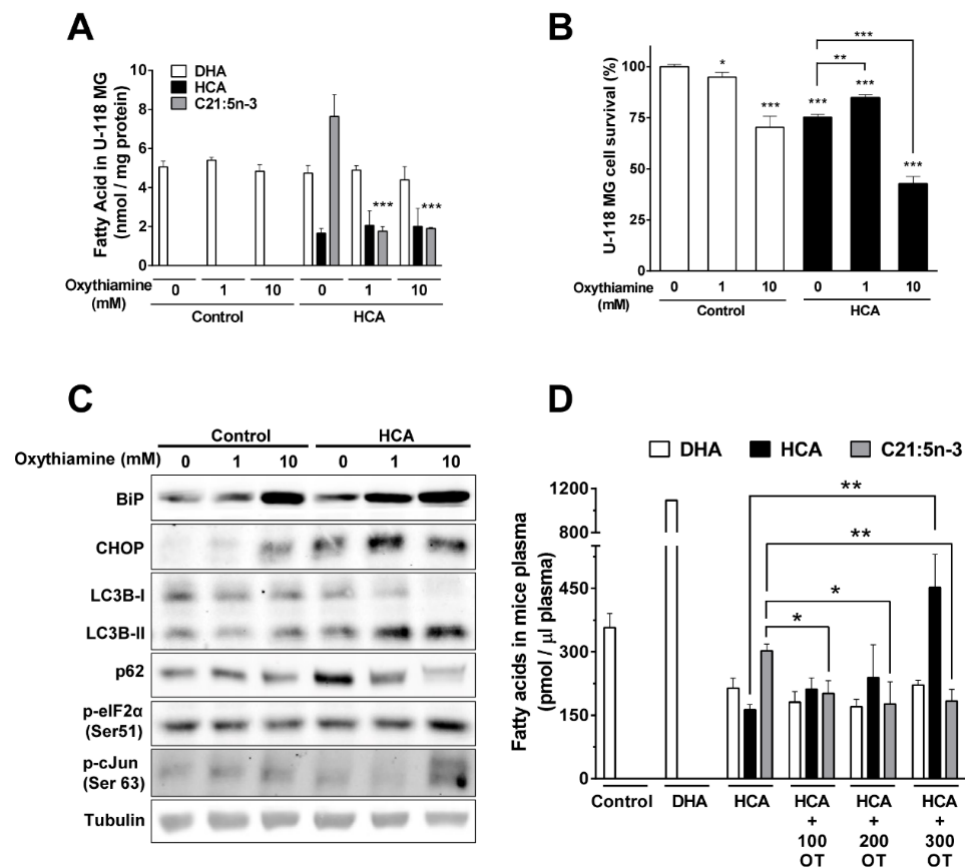 A
DHA
HCA
C21:5n-3
Fatty Acid in U-118 MG
(nmol / mg protein)
10
8
6
4
2
0
***
***
Oxythiamine
(mM)
0 1 10 0 1 10
Control HCA
B
U-118 MG cell survival (%)
100
75
50
25
0
*
***
***
***
***
**
***
Oxythiamine
(mM)
0 1 10 0 1 10
Control HCA
C
Control HCA
Oxythiamine (mM) 0 1 10 0 1 10
BiP
CHOP
LC3B-I
LC3B-II
p62
p-eIF2α
(Ser51)
p-cJun
(Ser 63)
Tubulin
D
DHA HCA C21:5n-3
Fatty acids in mice plasma
(pmol / μl plasma)
1200
1000
800
600
450
300
150
0
**
**
*
*
Control DHA HCA HCA HCA HCA
+ + +
100 200 300
OT OT OT